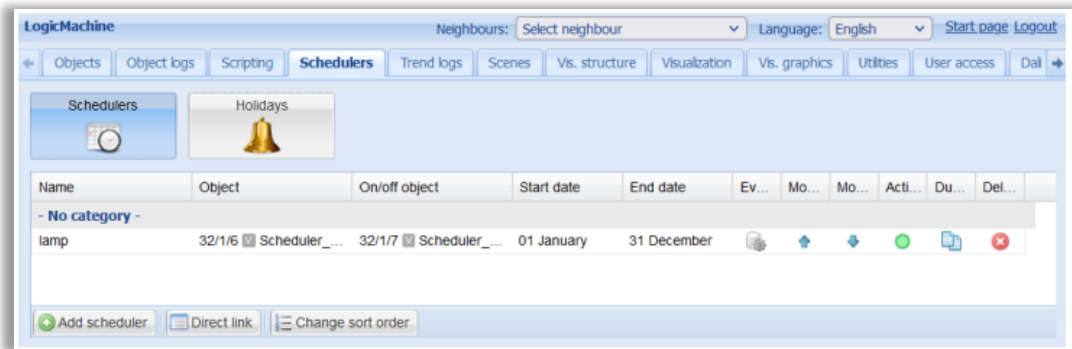 LogicMachine Neighbours: Select neighbour Language: English Start page Logout
Objects Object logs Scripting Schedulers Trend logs Scenes Vis. structure Visualization Vis. graphics Utilities User access Dali
Schedulers Holidays
Name Object On/off object Start date End date Ev... Mo... Mo... Acti... Du... Del...
- No category -
lamp 32/1/6 V Scheduler_... 32/1/7 V Scheduler_... 01 January 31 December
Add scheduler Direct link Change sort order